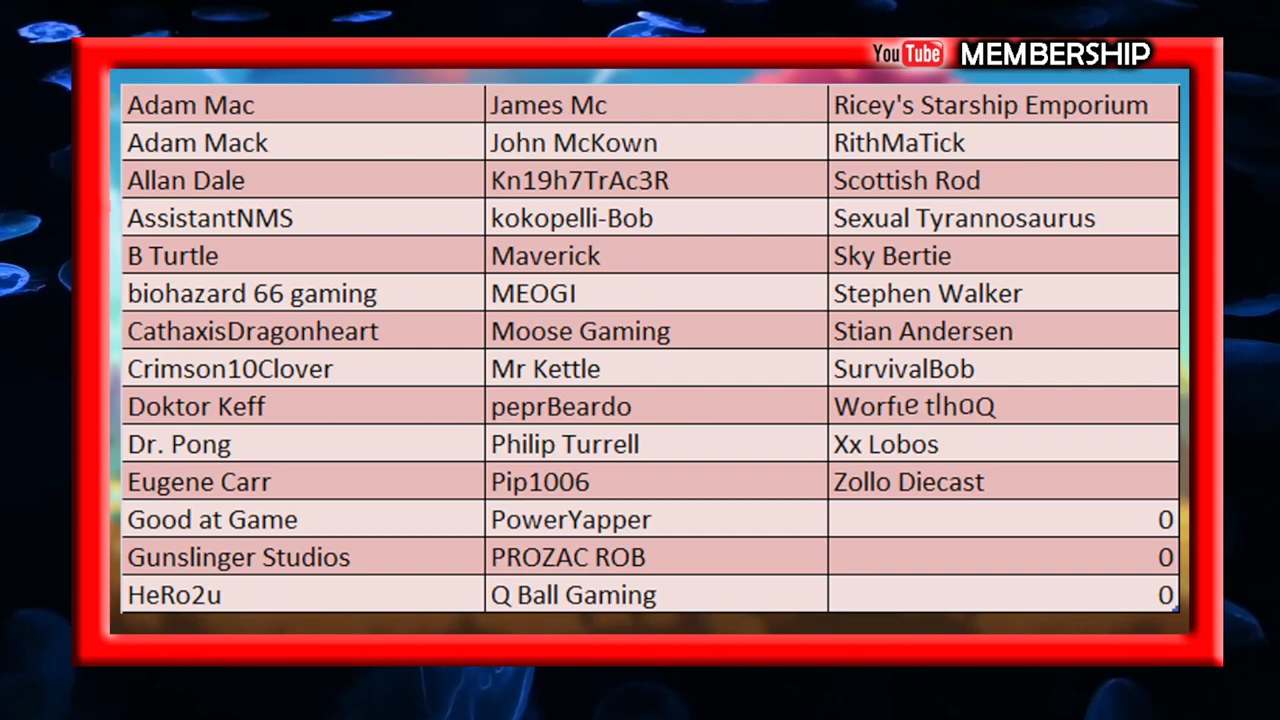 YouTube MEMBERSHIP
Adam Mac James Mc Ricey's Starship Emporium
Adam Mack John McKown RithMaTick
Allan Dale Kn19h7TrAc3R Scottish Rod
AssistantNMS kokopelli-Bob Sexual Tyrannosaurus
B Turtle Maverick Sky Bertie
biohazard 66 gaming MEOGI Stephen Walker
CathaxisDragonheart Moose Gaming Stian Andersen
Crimson10Clover Mr Kettle SurvivalBob
Doktor Keff peprBeardo
Dr. Pong Philip Turrell Xx Lobos
Eugene Carr Pip1006 Zollo Diecast
Good at Game PowerYapper 0
Gunslinger Studios PROZAC ROB 0
HeRo2u Q Ball Gaming 0